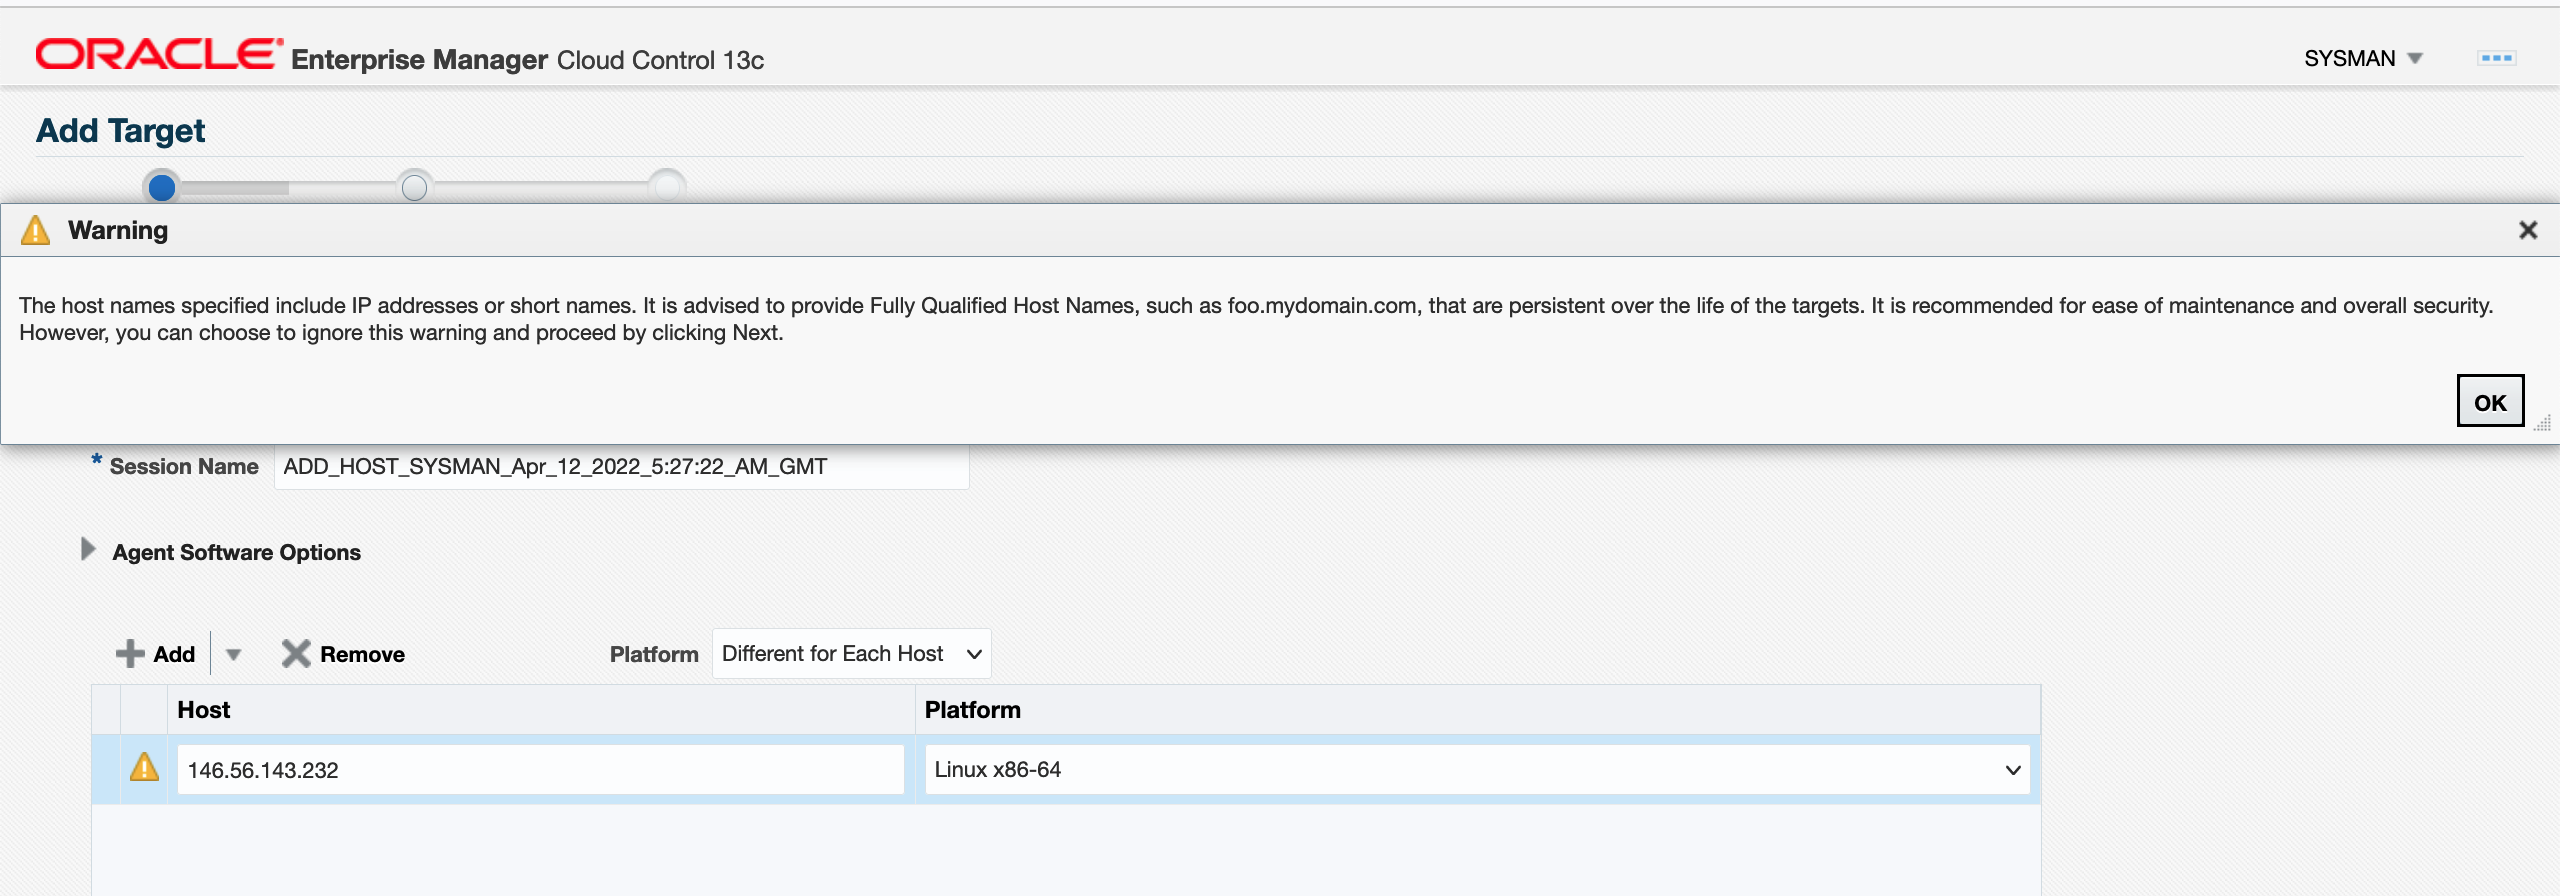 ORACLE Enterprise Manager Cloud Control 13c
SYSMAN
Add Target
Warning
The host names specified include IP addresses or short names. It is advised to provide Fully Qualified Host Names, such as foo.mydomain.com, that are persistent over the life of the targets. It is recommended for ease of maintenance and overall security.
However, you can choose to ignore this warning and proceed by clicking Next.
OK
* Session Name ADD_HOST_SYSMAN_Apr_12_2022_5:27:22_AM_GMT
Agent Software Options
Add Remove Platform Different for Each Host
Host Platform
146.56.143.232 Linux x86-64